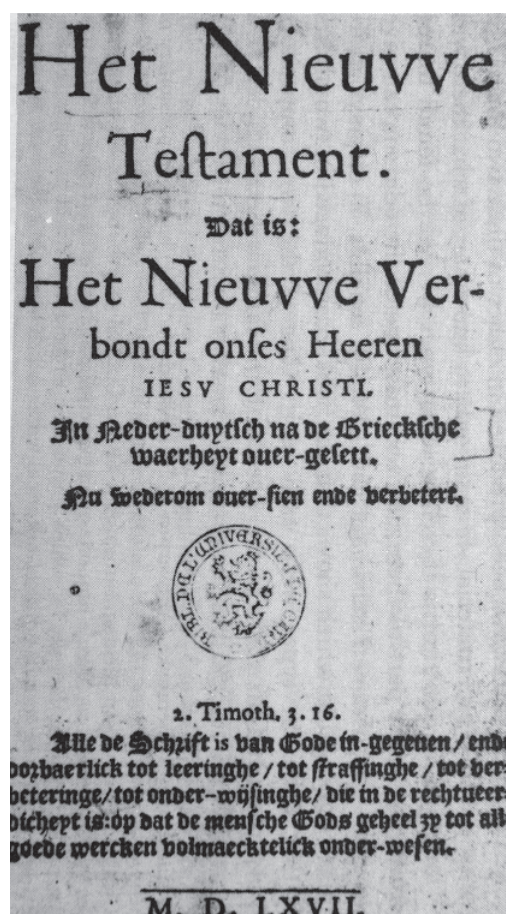 Het Nieuvve
Teſtament.
Dat is:
Het Nieuvve Ver-
bondt onſes Heeren
IESV CHRISTI.
In Neder-duytſch na de Grieckſche
waerheyt ouer-geſett.
Nu wederom ouer-ſien ende verbetert.
2. Timoth. 3. 16.
Alle de Schrift is van Gode in-gegeuen / ende
oorbaerlick tot leeringhe / tot ſtraffinghe / tot ver-
beteringe/ tot onder-wijſinghe/ die in de rechtueer-
dicheyt is: op dat de menſche Gods geheel zy tot all
goede wercken volmaecktelick onder-weſen.
M. D. LXVII.